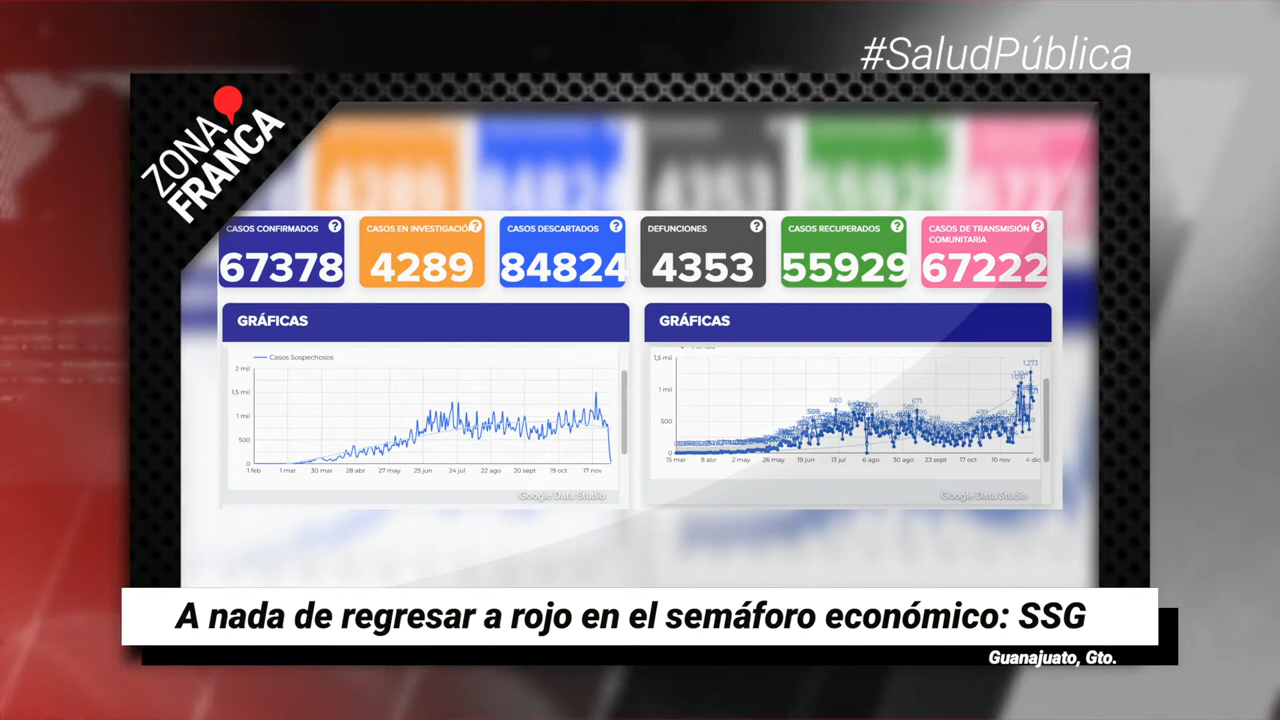 #SaludPública
ZONA
FRANCA
CASOS CONFIRMADOS ?
67378
CASOS EN INVESTIGACIÓN ?
4289
CASOS DESCARTADOS ?
84824
DEFUNCIONES ?
4353
CASOS RECUPERADOS ?
55929
CASOS DE TRANSMISIÓN ?
COMUNITARIA
67222
GRÁFICAS
Casos Sospechosos
2 mil
1,5 mil
1 mil
500
0
1 feb 1 mar 30 mar 28 abr 27 may 25 jun 24 jul 22 ago 20 sept 19 oct 17 nov
Google Data Studio
GRÁFICAS
1,5 mil
1 mil
500
0
680
671
1.273
15 mar 8 abr 2 may 26 may 19 jun 13 jul 6 ago 30 ago 23 sept 17 oct 10 nov 4 dic
Google Data Studio
A nada de regresar a rojo en el semáforo económico: SSG
Guanajuato, Gto.